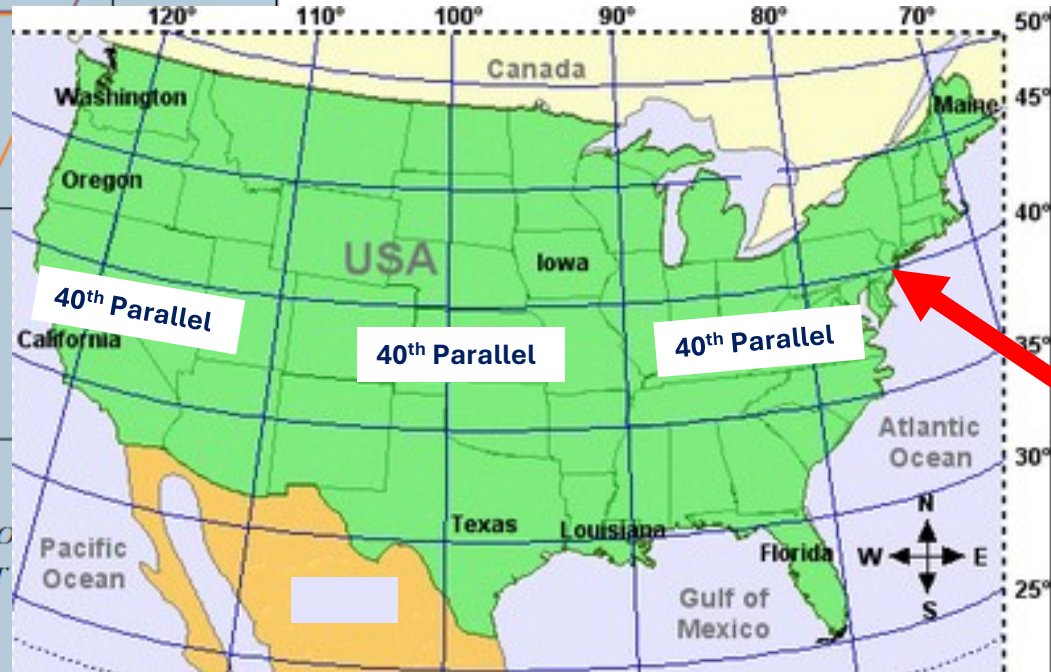 120° 110° 100° 90° 80° 70° 50°
Canada
45°
Washington
Maine
Oregon
40°
USA
Iowa
40th Parallel
40th Parallel
40th Parallel
California
35°
Atlantic
Ocean
30°
N
Texas
Louisiana
Florida
W E
Pacific
Ocean
S
25°
Gulf of
Mexico